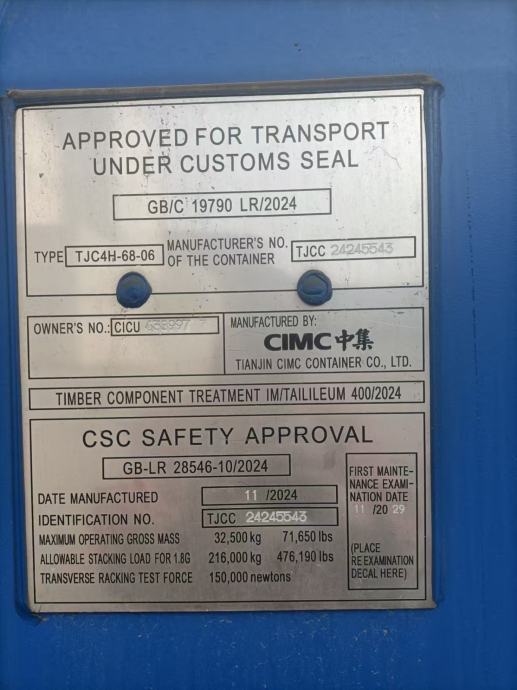 APPROVED FOR TRANSPORT
UNDER CUSTOMS SEAL
GB/C 19790 LR/2024
TYPE TJC4H-68-06
MANUFACTURER'S NO.
OF THE CONTAINER
TJCC 24245543
OWNER'S NO.: CICU
MANUFACTURED BY:
CIMC 中集
TIANJIN CIMC CONTAINER CO., LTD.
TIMBER COMPONENT TREATMENT IM/TAILILEUM 400/2024
CSC SAFETY APPROVAL
GB-LR 28546-10/2024
DATE MANUFACTURED 11 /2024
IDENTIFICATION NO. TJCC 24245543
MAXIMUM OPERATING GROSS MASS 32,500 kg 71,650 lbs
ALLOWABLE STACKING LOAD FOR 1.8G 216,000 kg 476,190 lbs
TRANSVERSE RACKING TEST FORCE 150,000 newtons
FIRST MAINTE-
NANCE EXAMI-
NATION DATE
11 /20 29
(PLACE
REEXAMINATION
DECAL HERE)